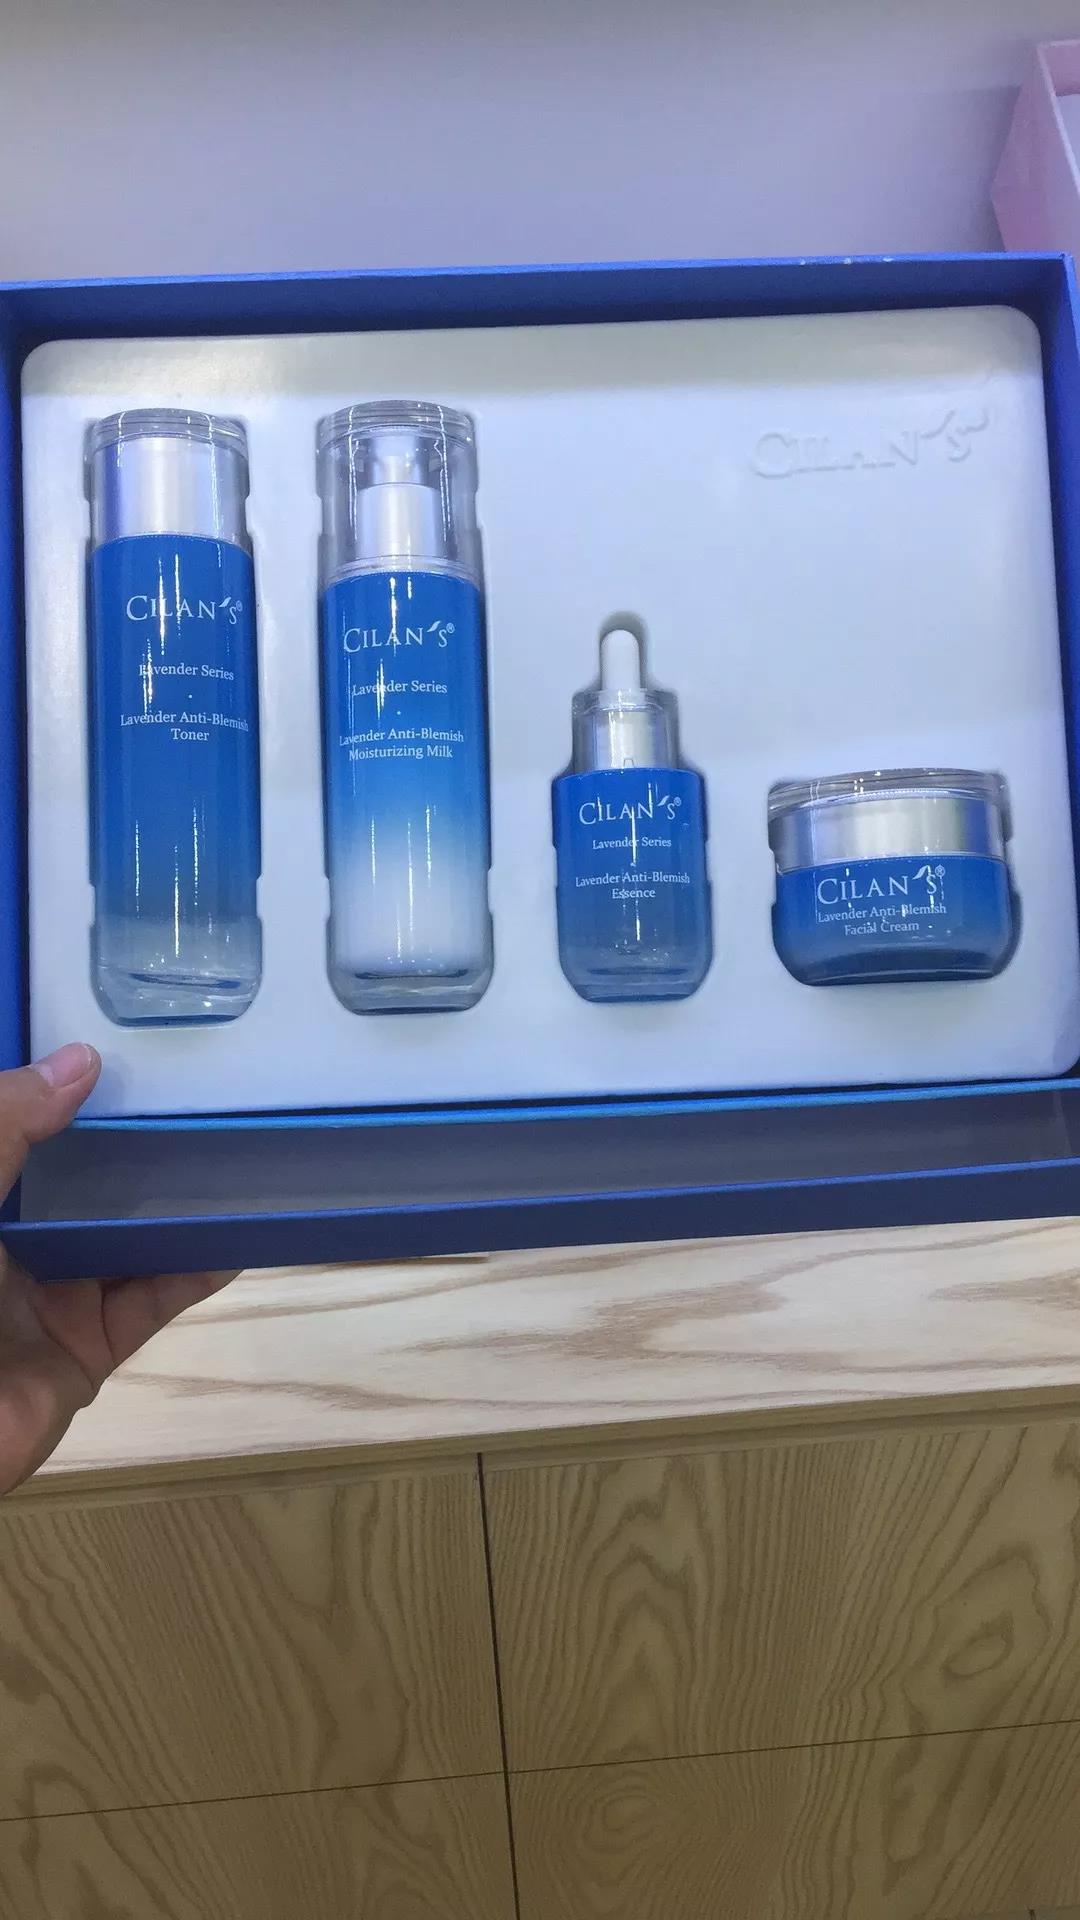 CILAN'S
CILAN'S®
Lavender Series
Lavender Anti-Blemish
Toner
CILAN'S®
Lavender Series
Lavender Anti-Blemish
Moisturizing Milk
CILAN'S®
Lavender Series
Lavender Anti-Blemish
Essence
CILAN'S®
Lavender Anti-Blemish
Facial Cream